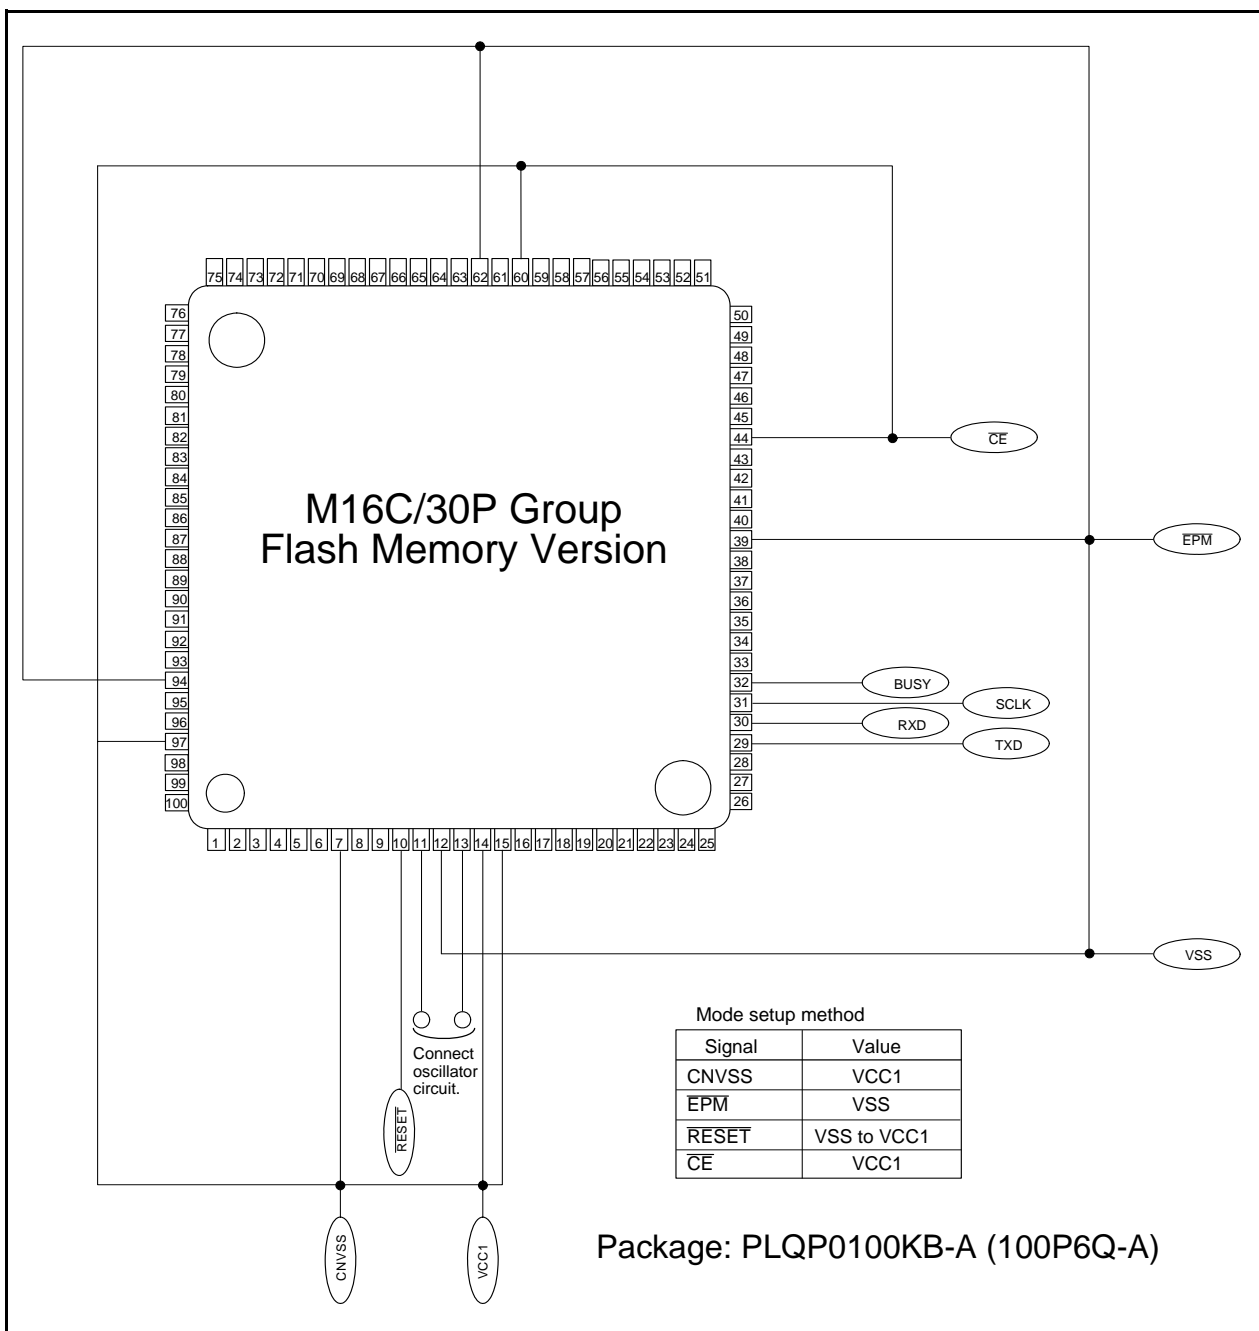 75 74 73 72 71 70 69 68 67 66 65 64 63 62 61 60 59 58 57 56 55 54 53 52 51
76
77
78
79
80
81
82
83
84
85
86
87
88
89
90
91
92
93
94
95
96
97
98
99
100
M16C/30P Group
Flash Memory Version
50
49
48
47
46
45
44
43
42
41
40
39
38
37
36
35
34
33
32
31
30
29
28
27
26
CE
EPM
BUSY
SCLK
RXD
TXD
1 2 3 4 5 6 7 8 9 10 11 12 13 14 15 16 17 18 19 20 21 22 23 24 25
VSS
Connect
oscillator
circuit.
RESET
CNVSS
VCC1
Mode setup method
Signal Value
CNVSS VCC1
EPM VSS
RESET VSS to VCC1
CE VCC1
Package: PLQP0100KB-A (100P6Q-A)